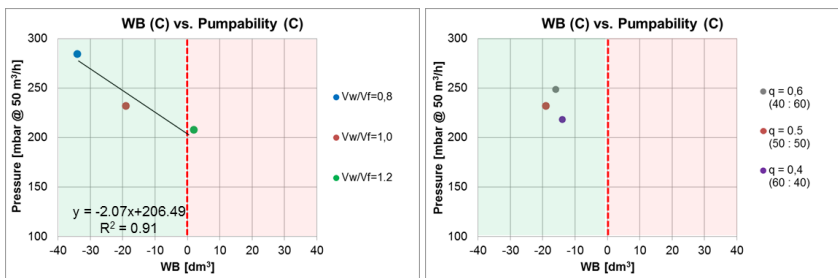 WB (C) vs. Pumpability (C)
Pressure [mbar @ 50 m³/h]
300
250
200
150
100
-40 -30 -20 -10 0 10 20 30 40
WB [dm³]
y = -2.07x+206.49
R² = 0.91
Vw/Vf=0,8
Vw/Vf=1,0
Vw/Vf=1.2
WB (C) vs. Pumpability (C)
Pressure [mbar @ 50 m³/h]
300
250
200
150
100
-40 -30 -20 -10 0 10 20 30 40
WB [dm³]
q = 0,6
(40 : 60)
q = 0.5
(50 : 50)
q = 0,4
(60 : 40)